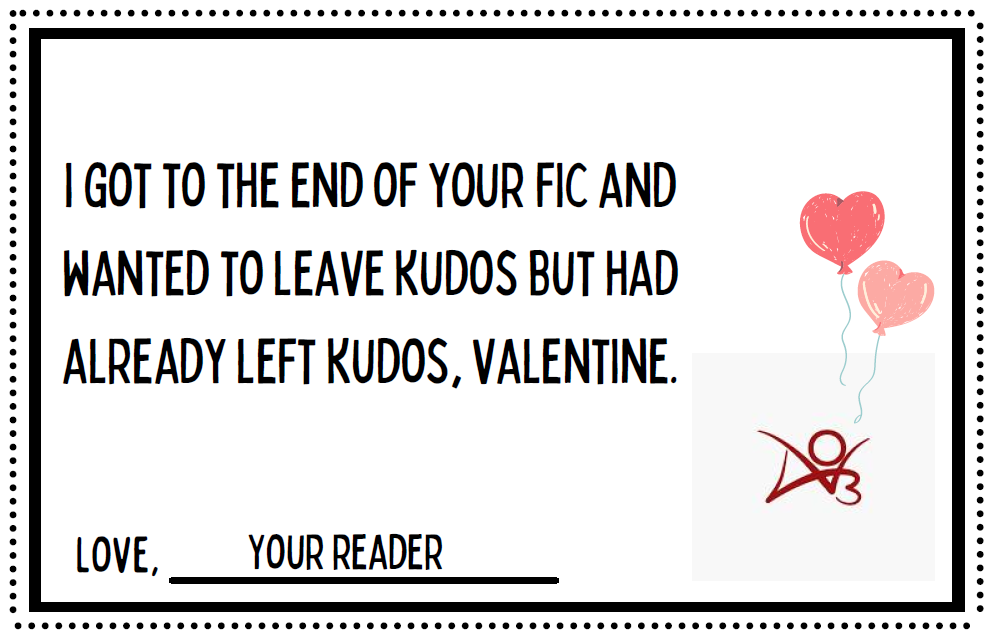 I GOT TO THE END OF YOUR FIC AND
WANTED TO LEAVE KUDOS BUT HAD
ALREADY LEFT KUDOS, VALENTINE.
LOVE, YOUR READER
AO3